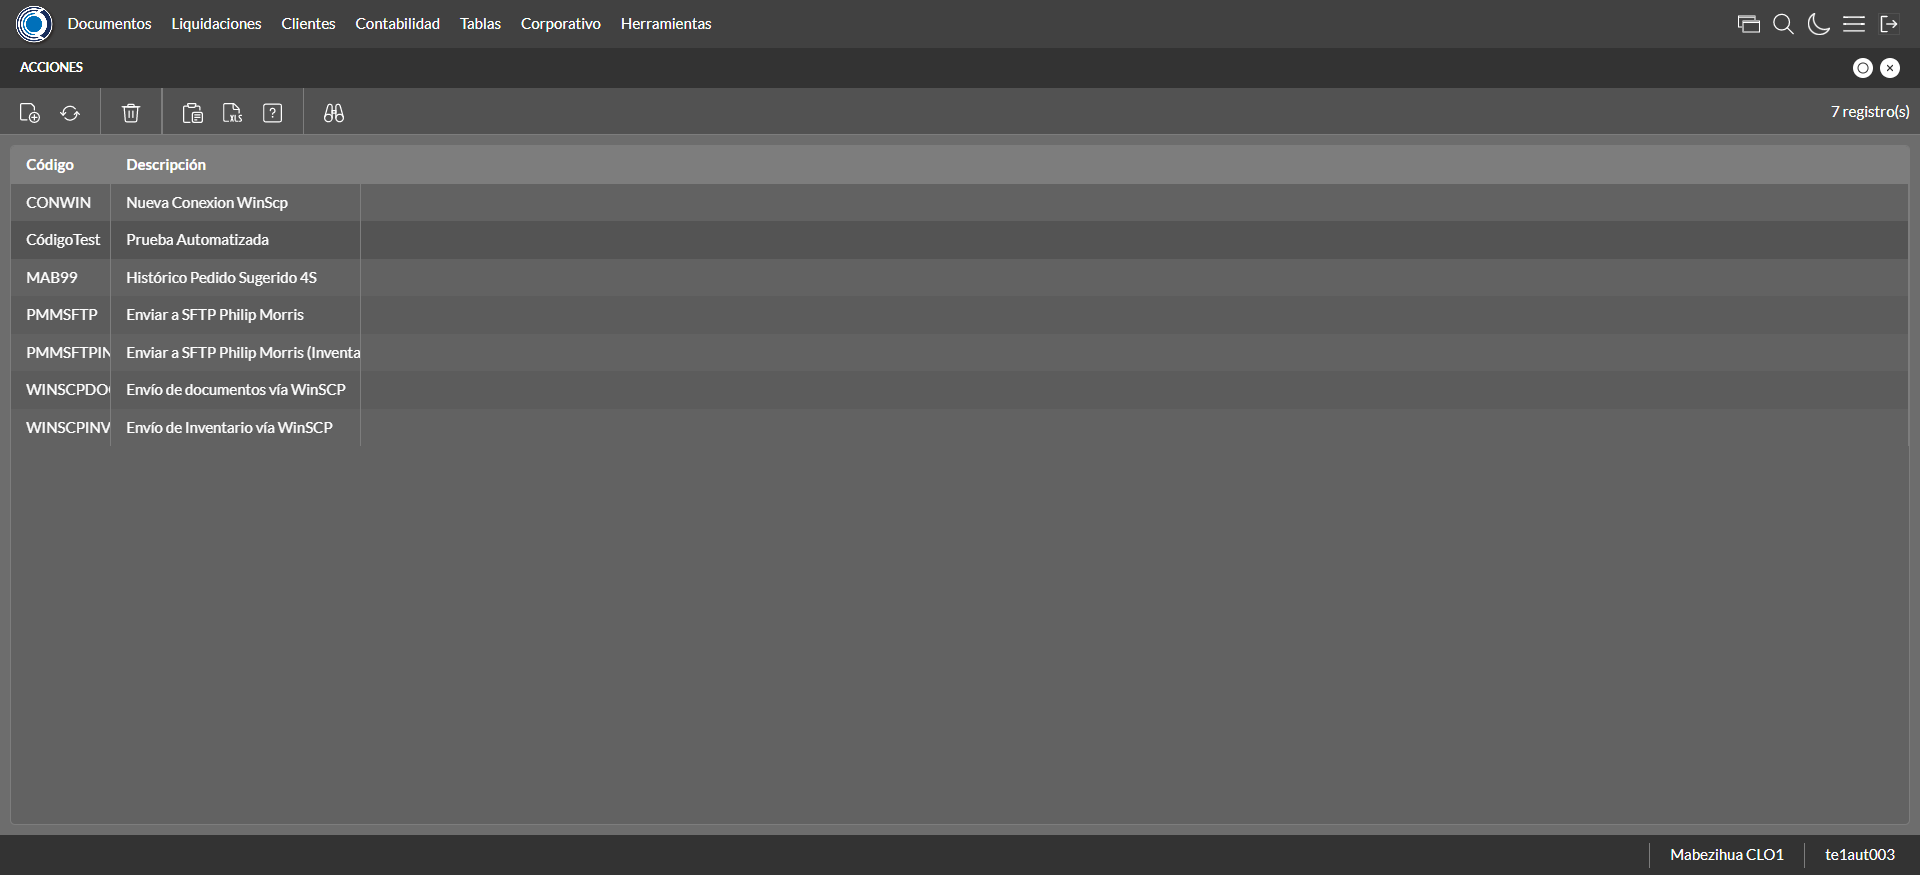 Documentos Liquidaciones Clientes Contabilidad Tablas Corporativo Herramientas
ACCIONES
XLS ? 7 registro(s)
Código Descripción
CONWIN Nueva Conexion WinScp
CódigoTest Prueba Automatizada
MAB99 Histórico Pedido Sugerido 4S
PMMSFTP Enviar a SFTP Philip Morris
PMMSFTPIN Enviar a SFTP Philip Morris (Inventa
WINSCPDO Envío de documentos vía WinSCP
WINSCPINV Envío de Inventario vía WinSCP
Mabezihua CLO1 te1aut003